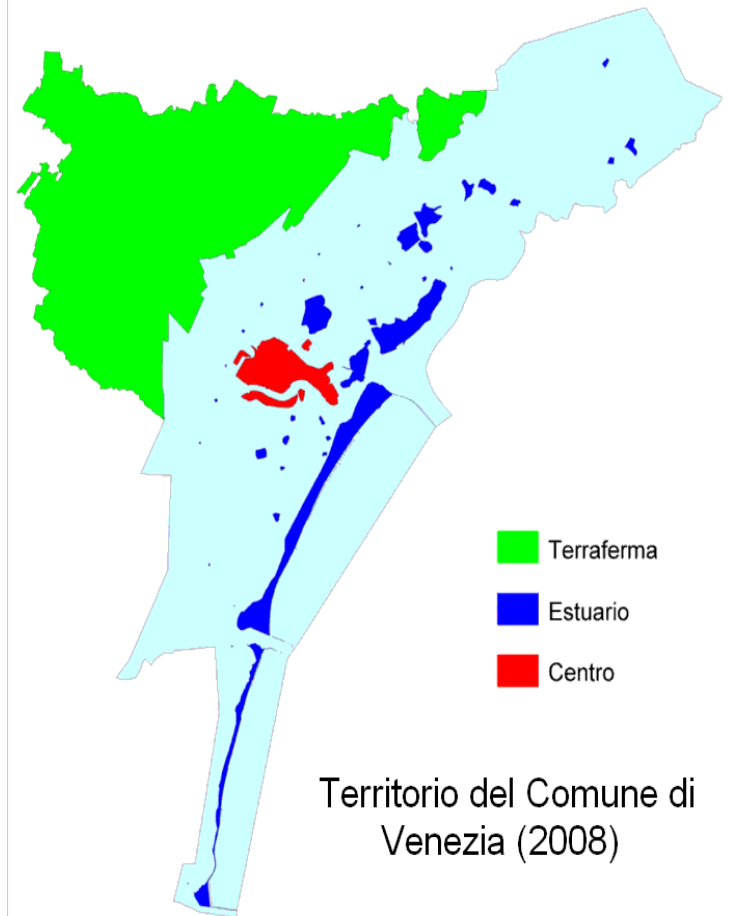 Terraferma
Estuario
Centro
Territorio del Comune di
Venezia (2008)